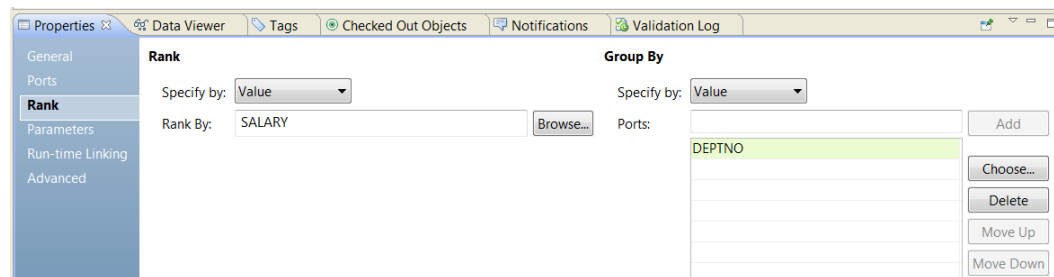 Properties Data Viewer Tags Checked Out Objects Notifications Validation Log
General
Ports
Rank
Parameters
Run-time Linking
Advanced
Rank
Specify by: Value
Rank By: SALARY Browse...
Group By
Specify by: Value
Ports: Add
DEPTNO
Choose...
Delete
Move Up
Move Down